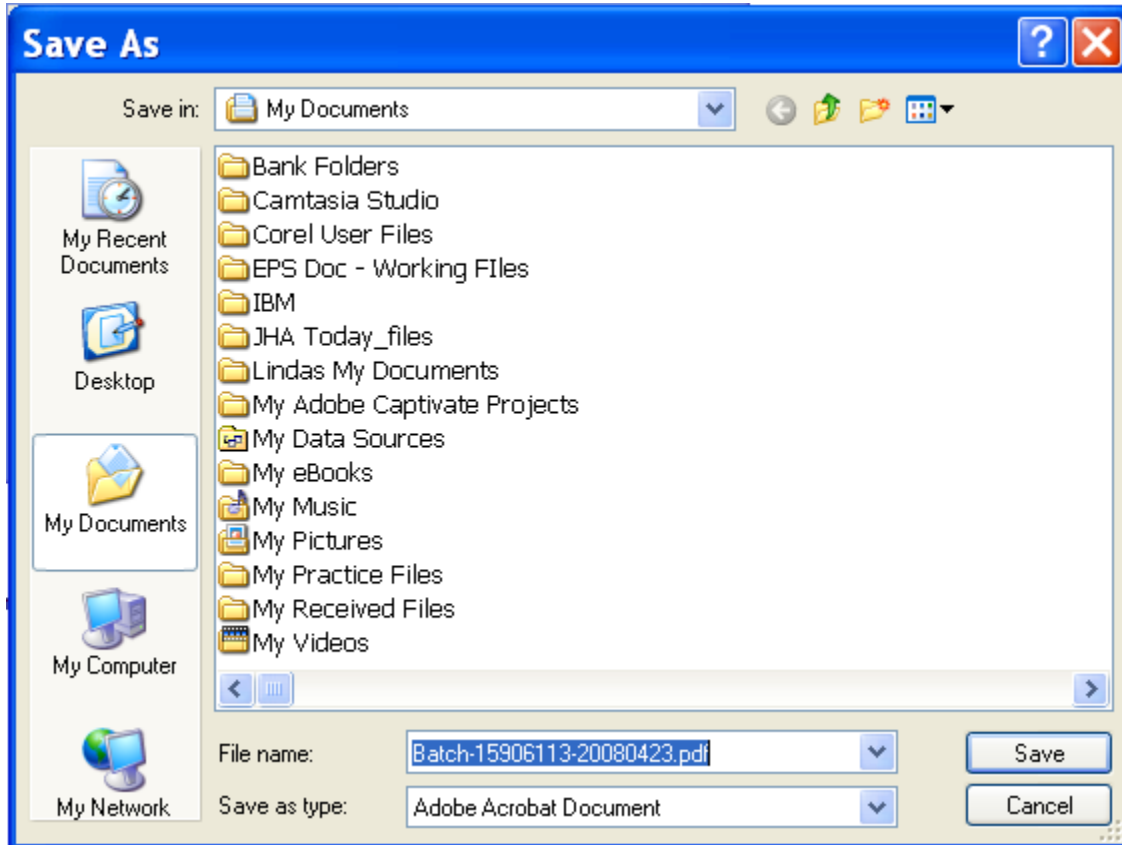 Save As
Save in:
My Documents
My Recent
Documents
Desktop
My Documents
My Computer
My Network
Bank Folders
Camtasia Studio
Corel User Files
EPS Doc - Working FIles
IBM
JHA Today_files
Lindas My Documents
My Adobe Captivate Projects
My Data Sources
My eBooks
My Music
My Pictures
My Practice Files
My Received Files
My Videos
File name:
Batch-15906113-20080423.pdf
Save
Save as type:
Adobe Acrobat Document
Cancel